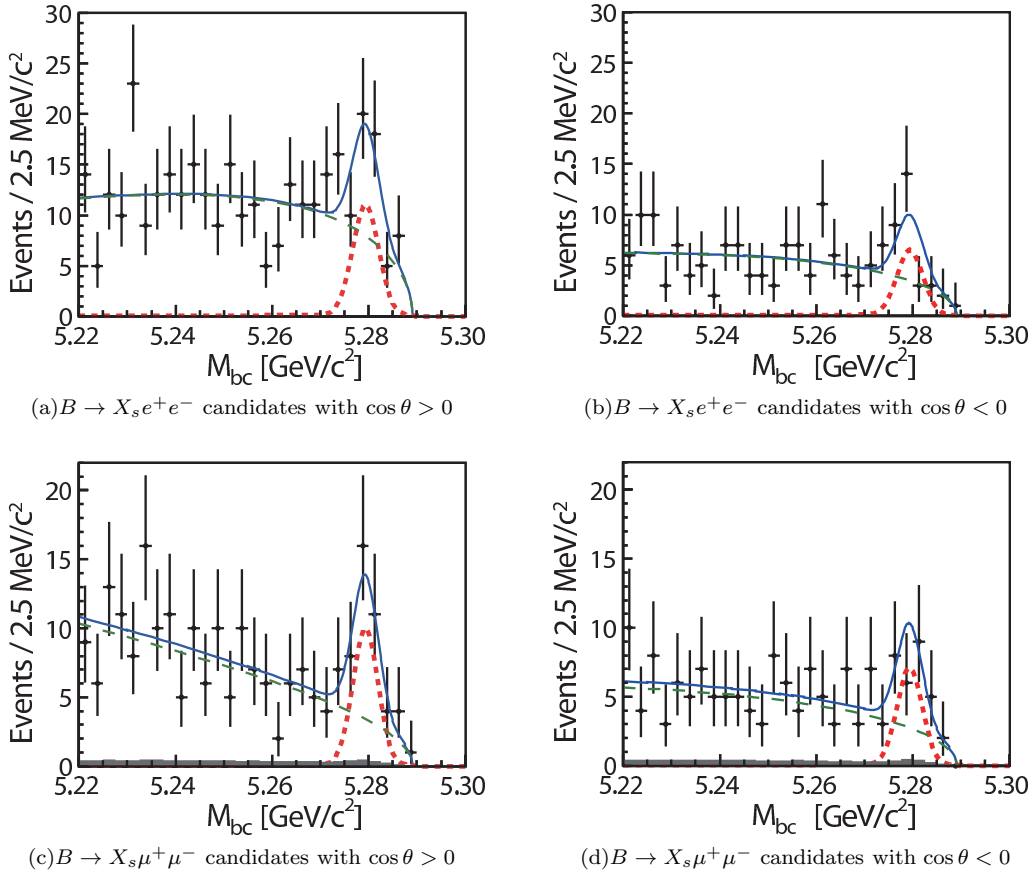 30
25
20
15
10
5
0
Events / 2.5 MeV/c²
5.22 5.24 5.26 5.28 5.30
M_bc [GeV/c²]
(a)B → X_s e⁺e⁻ candidates with cos θ > 0
30
25
20
15
10
5
0
Events / 2.5 MeV/c²
5.22 5.24 5.26 5.28 5.30
M_bc [GeV/c²]
(b)B → X_s e⁺e⁻ candidates with cos θ < 0
20
15
10
5
0
Events / 2.5 MeV/c²
5.22 5.24 5.26 5.28 5.30
M_bc [GeV/c²]
(c)B → X_s μ⁺μ⁻ candidates with cos θ > 0
20
15
10
5
0
Events / 2.5 MeV/c²
5.22 5.24 5.26 5.28 5.30
M_bc [GeV/c²]
(d)B → X_s μ⁺μ⁻ candidates with cos θ < 0